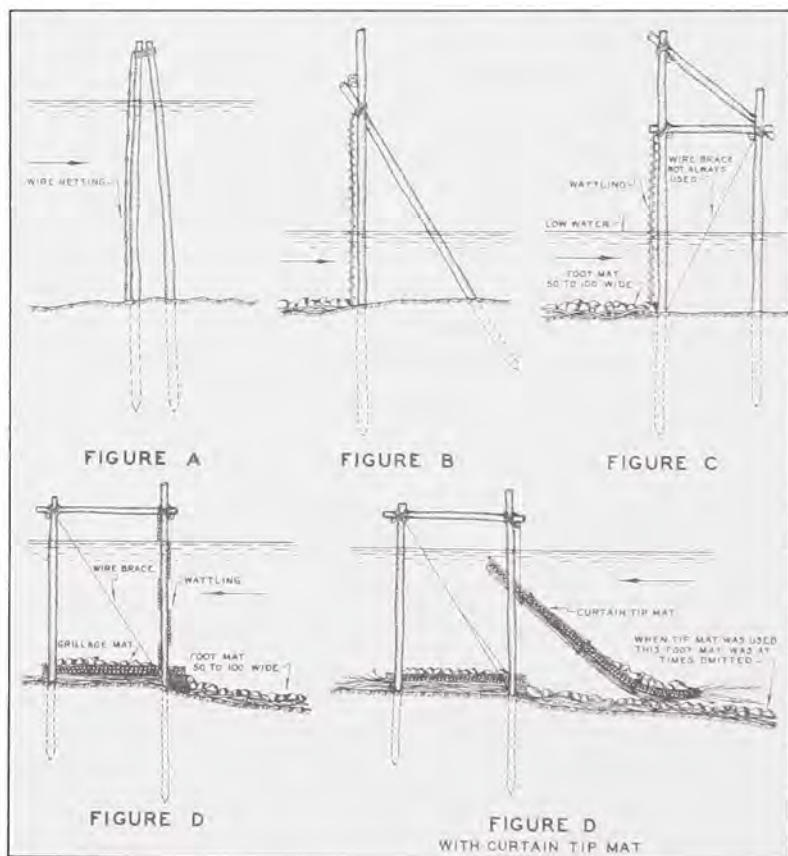 WIRE NETTING
FIGURE A
FIGURE B
WIRE BRACE
NOT ALWAYS
USED
WATTLING
LOW WATER
FOOT MAT
50 TO 100 WIDE
FIGURE C
WIRE BRACE
WATTLING
GRILLAGE MAT
FOOT MAT
50 TO 100 WIDE
FIGURE D
CURTAIN TIP MAT
WHEN TIP MAT WAS USED
THIS FOOT MAT WAS AT
TIMES OMITTED
FIGURE D
WITH CURTAIN TIP MAT